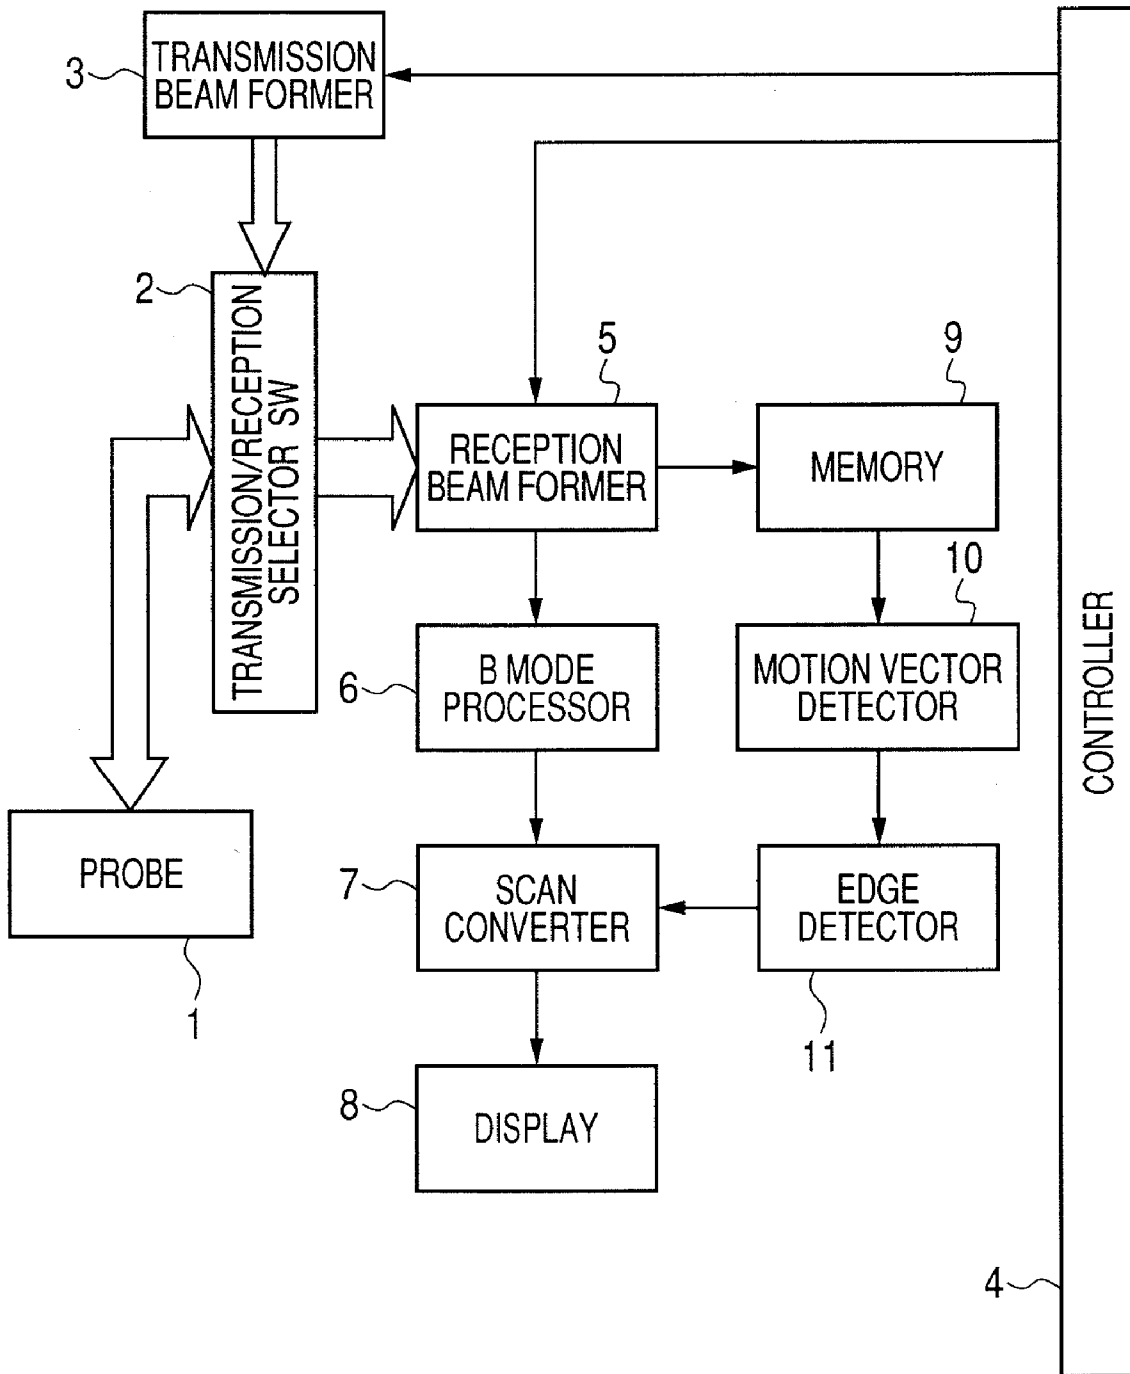 TRANSMISSION
BEAM FORMER
3
2
TRANSMISSION/RECEPTION
SELECTOR SW
5
9
RECEPTION
BEAM FORMER
MEMORY
10
6
B MODE
PROCESSOR
MOTION VECTOR
DETECTOR
CONTROLLER
PROBE
1
7
SCAN
CONVERTER
EDGE
DETECTOR
11
8
DISPLAY
4